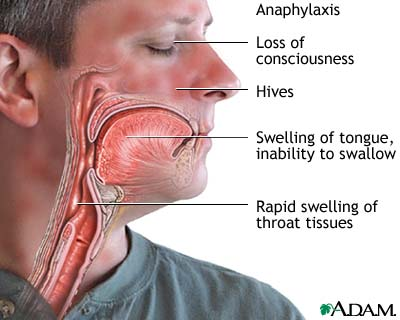 Anaphylaxis
Loss of
consciousness
Hives
Swelling of tongue,
inability to swallow
Rapid swelling of
throat tissues
A.D.A.M.